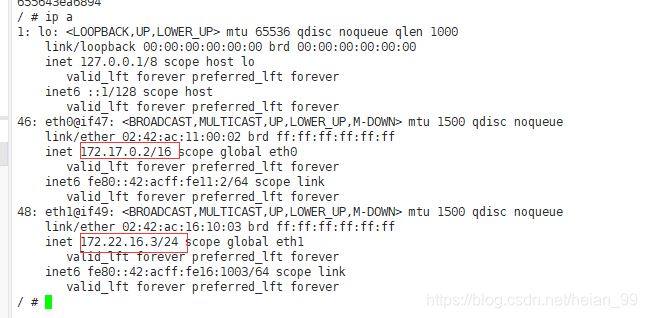 655643ea6894
/ # ip a
1: lo: <LOOPBACK,UP,LOWER_UP> mtu 65536 qdisc noqueue qlen 1000
link/loopback 00:00:00:00:00:00 brd 00:00:00:00:00:00
inet 127.0.0.1/8 scope host lo
valid_lft forever preferred_lft forever
inet6 ::1/128 scope host
valid_lft forever preferred_lft forever
46: eth0@if47: <BROADCAST,MULTICAST,UP,LOWER_UP,M-DOWN> mtu 1500 qdisc noqueue
link/ether 02:42:ac:11:00:02 brd ff:ff:ff:ff:ff:ff
inet 172.17.0.2/16 scope global eth0
valid_lft forever preferred_lft forever
inet6 fe80::42:acff:fe11:2/64 scope link
valid_lft forever preferred_lft forever
48: eth1@if49: <BROADCAST,MULTICAST,UP,LOWER_UP,M-DOWN> mtu 1500 qdisc noqueue
link/ether 02:42:ac:16:10:03 brd ff:ff:ff:ff:ff:ff
inet 172.22.16.3/24 scope global eth1
valid_lft forever preferred_lft forever
inet6 fe80::42:acff:fe16:1003/64 scope link
valid_lft forever preferred_lft forever
/ #
https://blog.csdn.net/heian_99